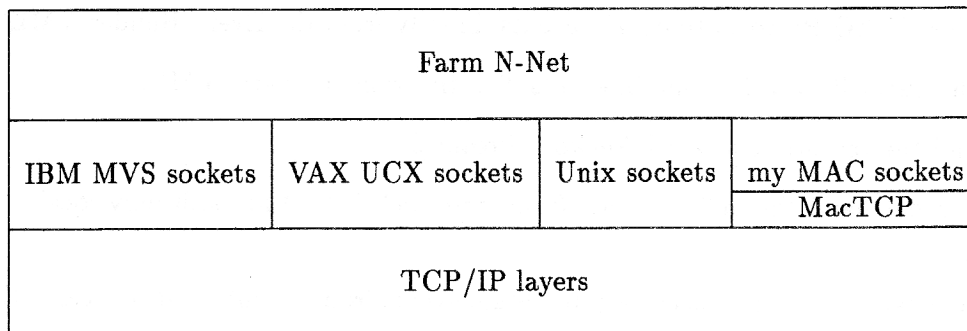 Farm N-Net
IBM MVS sockets
VAX UCX sockets
Unix sockets
my MAC sockets
MacTCP
TCP/IP layers